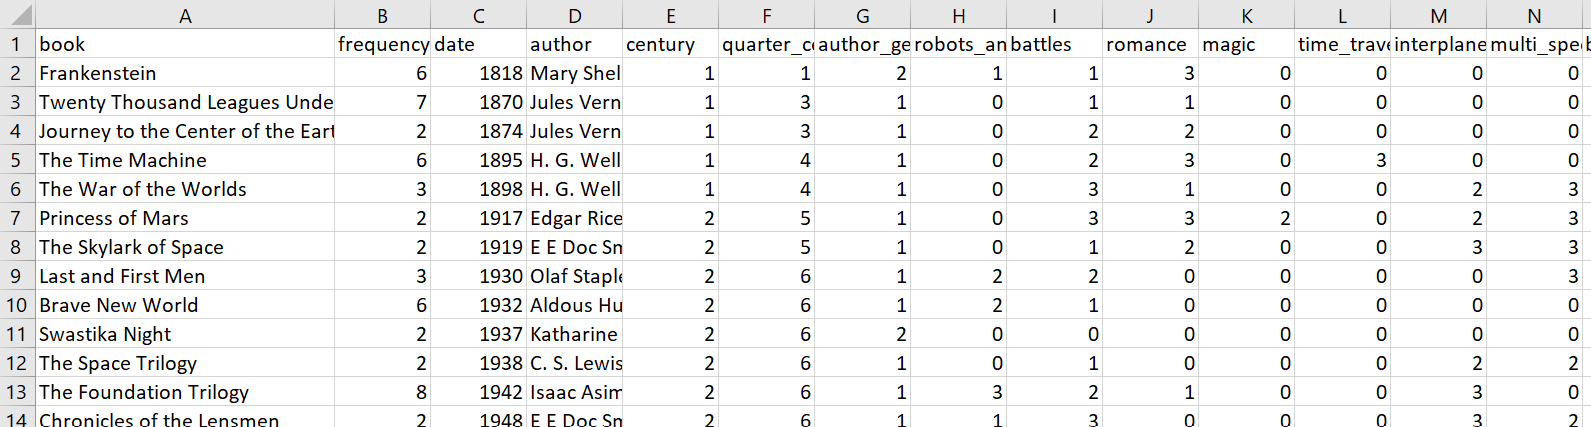 A B C D E F G H I J K L M N
1 book frequency date author century quarter_c author_ge robots_an battles romance magic time_trave interplane multi_spe
2 Frankenstein 6 1818 Mary Shel 1 1 2 1 1 3 0 0 0 0
3 Twenty Thousand Leagues Unde 7 1870 Jules Vern 1 3 1 0 1 1 0 0 0 0
4 Journey to the Center of the Eart 2 1874 Jules Vern 1 3 1 0 2 2 0 0 0 0
5 The Time Machine 6 1895 H. G. Well 1 4 1 0 2 3 0 3 0 0
6 The War of the Worlds 3 1898 H. G. Well 1 4 1 0 3 1 0 0 2 3
7 Princess of Mars 2 1917 Edgar Rice 2 5 1 0 3 3 2 0 2 3
8 The Skylark of Space 2 1919 E E Doc Sm 2 5 1 0 1 2 0 0 3 3
9 Last and First Men 3 1930 Olaf Staple 2 6 1 2 2 0 0 0 0 3
10 Brave New World 6 1932 Aldous Hu 2 6 1 2 1 0 0 0 0 0
11 Swastika Night 2 1937 Katharine 2 6 2 0 0 0 0 0 0 0
12 The Space Trilogy 2 1938 C. S. Lewis 2 6 1 0 1 0 0 0 2 2
13 The Foundation Trilogy 8 1942 Isaac Asim 2 6 1 3 2 1 0 0 3 0
14 Chronicles of the Lensmen 2 1948 E E Doc Sm 2 6 1 1 3 0 0 0 3 2